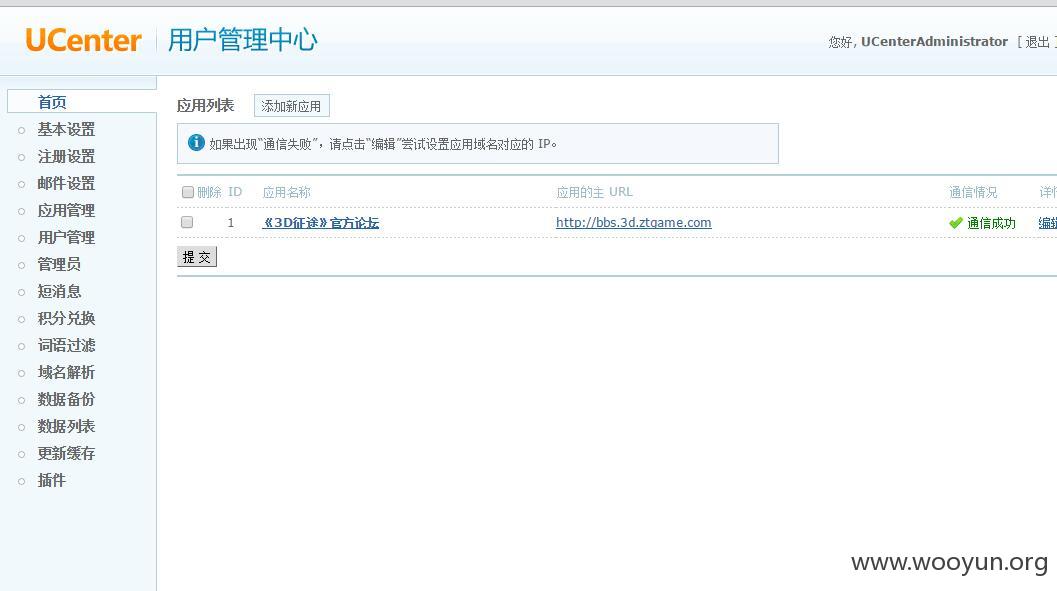 UCenter 用户管理中心
您好, UCenterAdministrator [ 退出 ]
首页
基本设置
注册设置
邮件设置
应用管理
用户管理
管理员
短消息
积分兑换
词语过滤
域名解析
数据备份
数据列表
更新缓存
插件
应用列表 添加新应用
如果出现“通信失败”，请点击“编辑”尝试设置应用域名对应的 IP。
删除 ID 应用名称 应用的主 URL 通信情况 详情
1 《3D征途》官方论坛 http://bbs.3d.ztgame.com 通信成功 编辑
提 交
www.wooyun.org